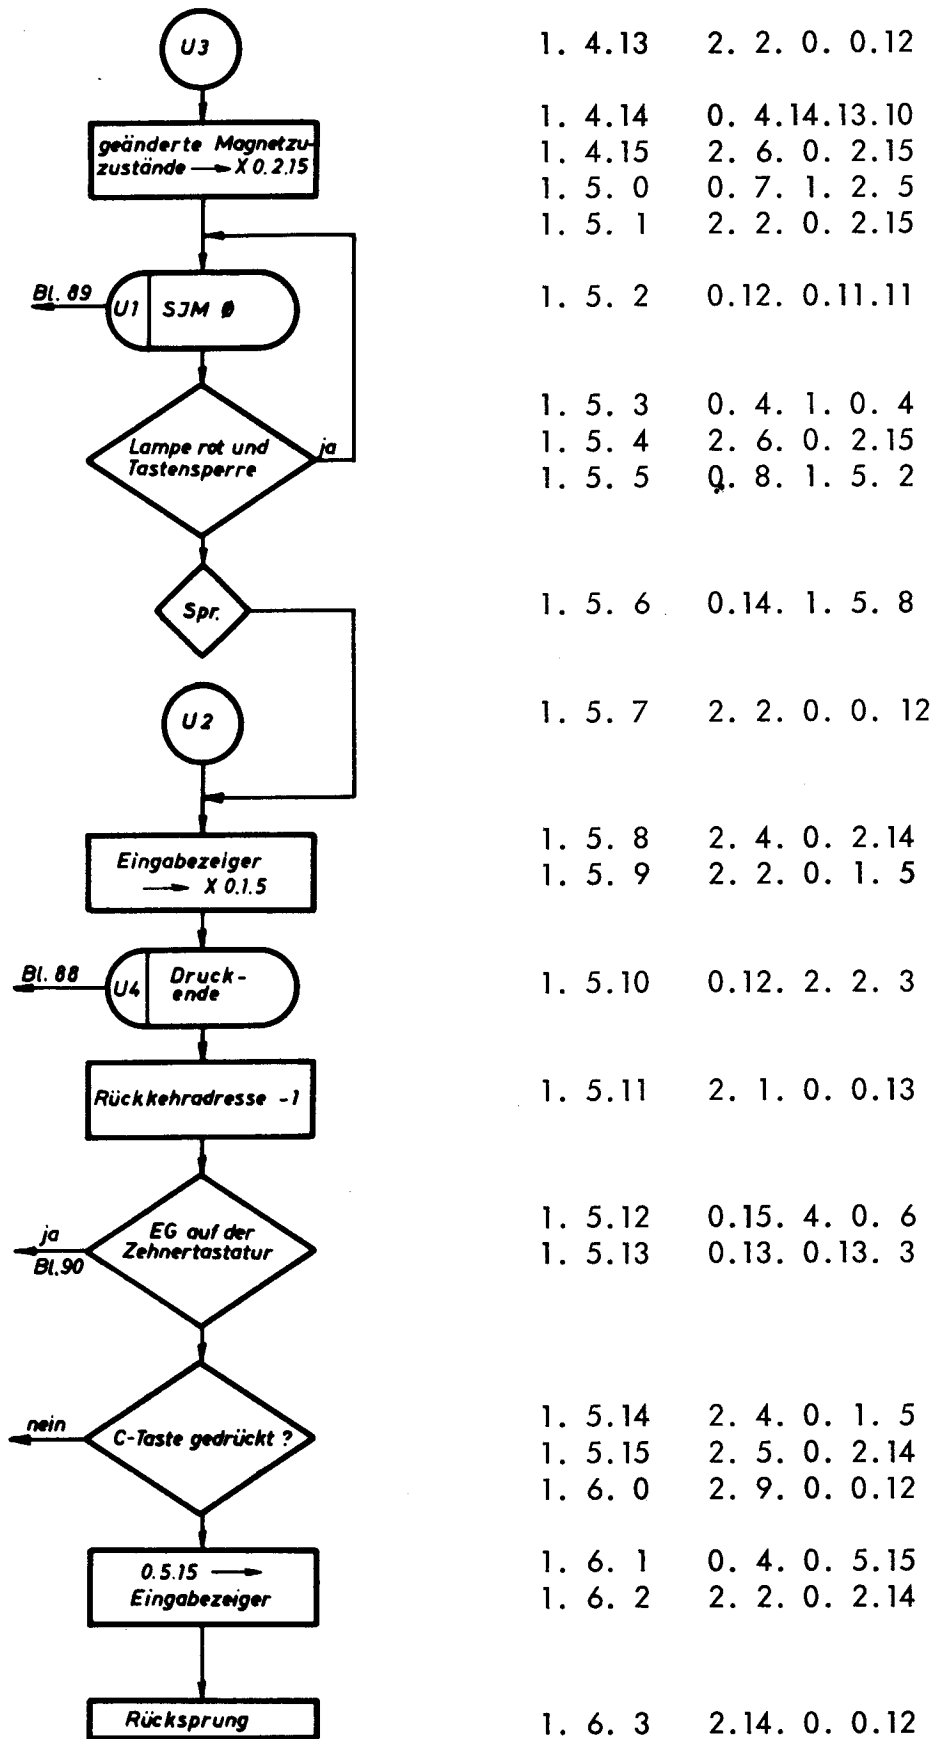 U3 1. 4.13 2. 2. 0. 0.12
geänderte Magnetzu- 1. 4.14 0. 4.14.13.10
zustände → X 0.2.15 1. 4.15 2. 6. 0. 2.15
1. 5. 0 0. 7. 1. 2. 5
1. 5. 1 2. 2. 0. 2.15
Bl. 89 U1 SJM Ø 1. 5. 2 0.12. 0.11.11
1. 5. 3 0. 4. 1. 0. 4
Lampe rot und ja 1. 5. 4 2. 6. 0. 2.15
Tastensperre 1. 5. 5 0. 8. 1. 5. 2
Spr. 1. 5. 6 0.14. 1. 5. 8
U2 1. 5. 7 2. 2. 0. 0. 12
Eingabezeiger 1. 5. 8 2. 4. 0. 2.14
→ X 0.1.5 1. 5. 9 2. 2. 0. 1. 5
Bl. 88 U4 Druck- 1. 5.10 0.12. 2. 2. 3
ende
Rückkehradresse -1 1. 5.11 2. 1. 0. 0.13
ja EG auf der 1. 5.12 0.15. 4. 0. 6
Bl.90 Zehnertastatur 1. 5.13 0.13. 0.13. 3
nein C-Taste gedrückt ? 1. 5.14 2. 4. 0. 1. 5
1. 5.15 2. 5. 0. 2.14
1. 6. 0 2. 9. 0. 0.12
0.5.15 → 1. 6. 1 0. 4. 0. 5.15
Eingabezeiger 1. 6. 2 2. 2. 0. 2.14
Rücksprung 1. 6. 3 2.14. 0. 0.12